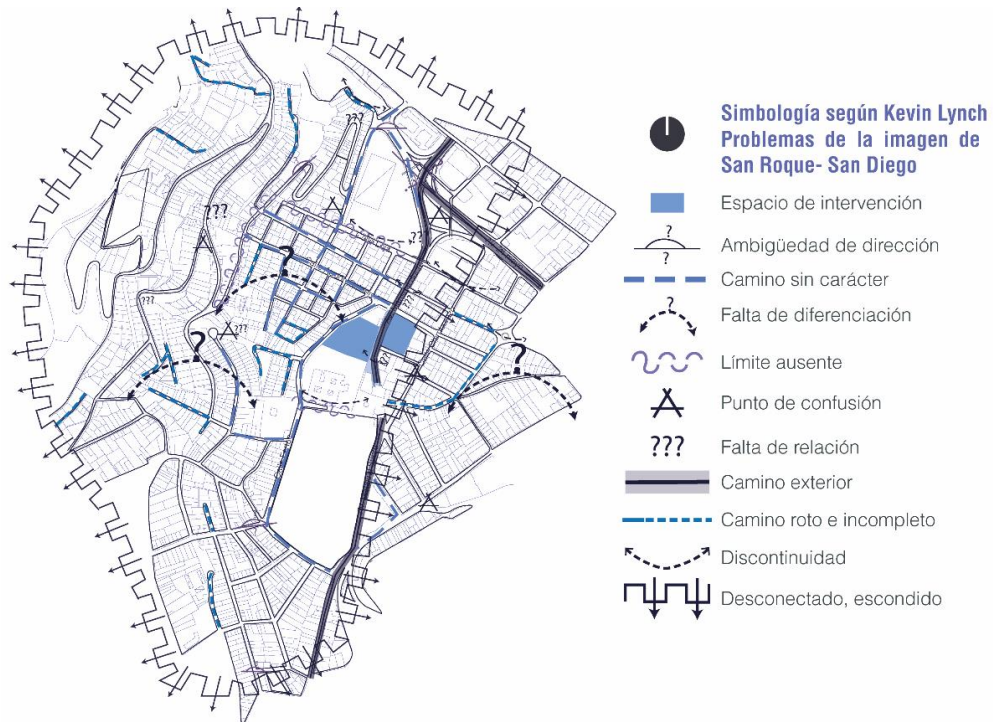 Simbología según Kevin Lynch
Problemas de la imagen de
San Roque- San Diego
Espacio de intervención
?
?
Ambigüedad de dirección
Camino sin carácter
?
Falta de diferenciación
Límite ausente
Punto de confusión
???
Falta de relación
Camino exterior
Camino roto e incompleto
Discontinuidad
Desconectado, escondido
???
???
???
?
???
???
?
?
???